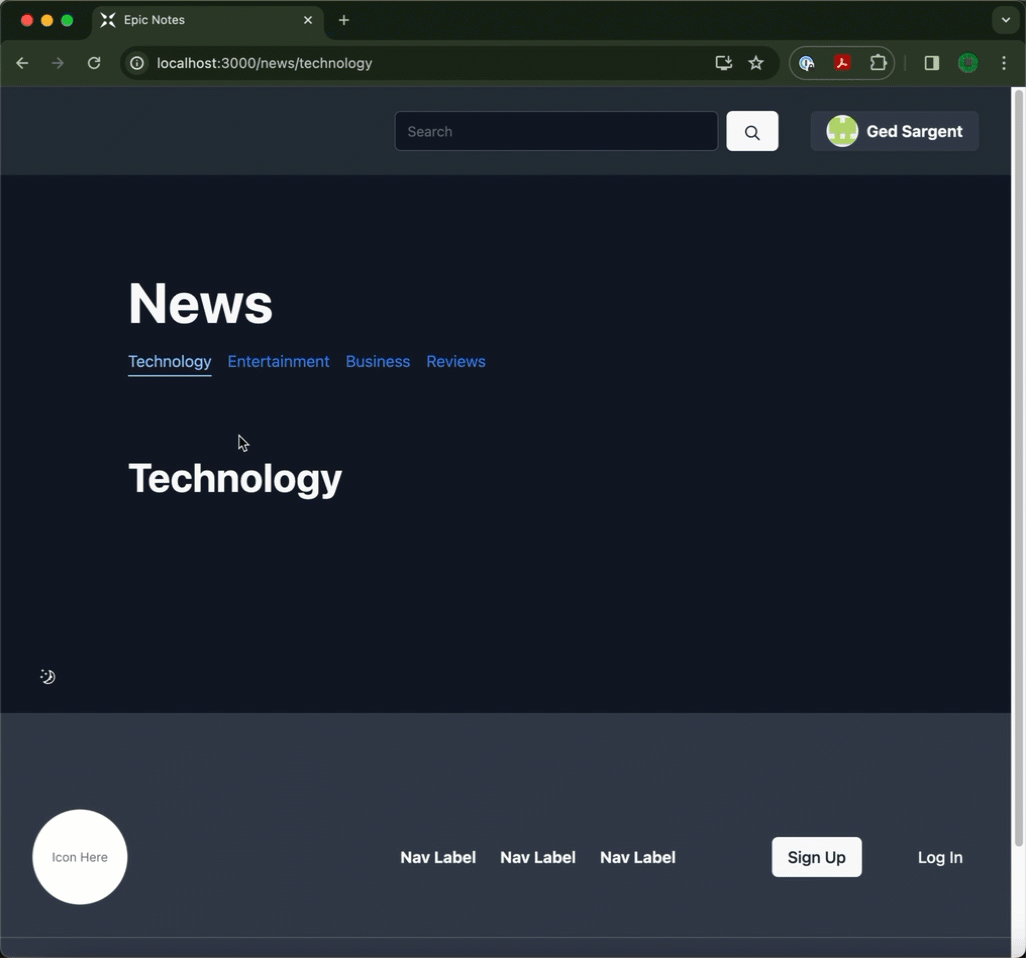 Epic Notes
localhost:3000/news/technology
Search
Ged Sargent
News
Technology Entertainment Business Reviews
Technology
Icon Here
Nav Label Nav Label Nav Label
Sign Up
Log In